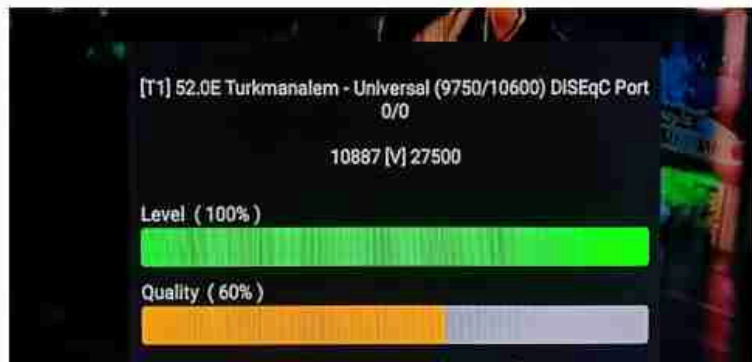 [T1] 52.0E Turkmanalem - Universal (9750/10600) DiSEqC Port
0/0
10887 [V] 27500
Level ( 100% )
Quality ( 60% )